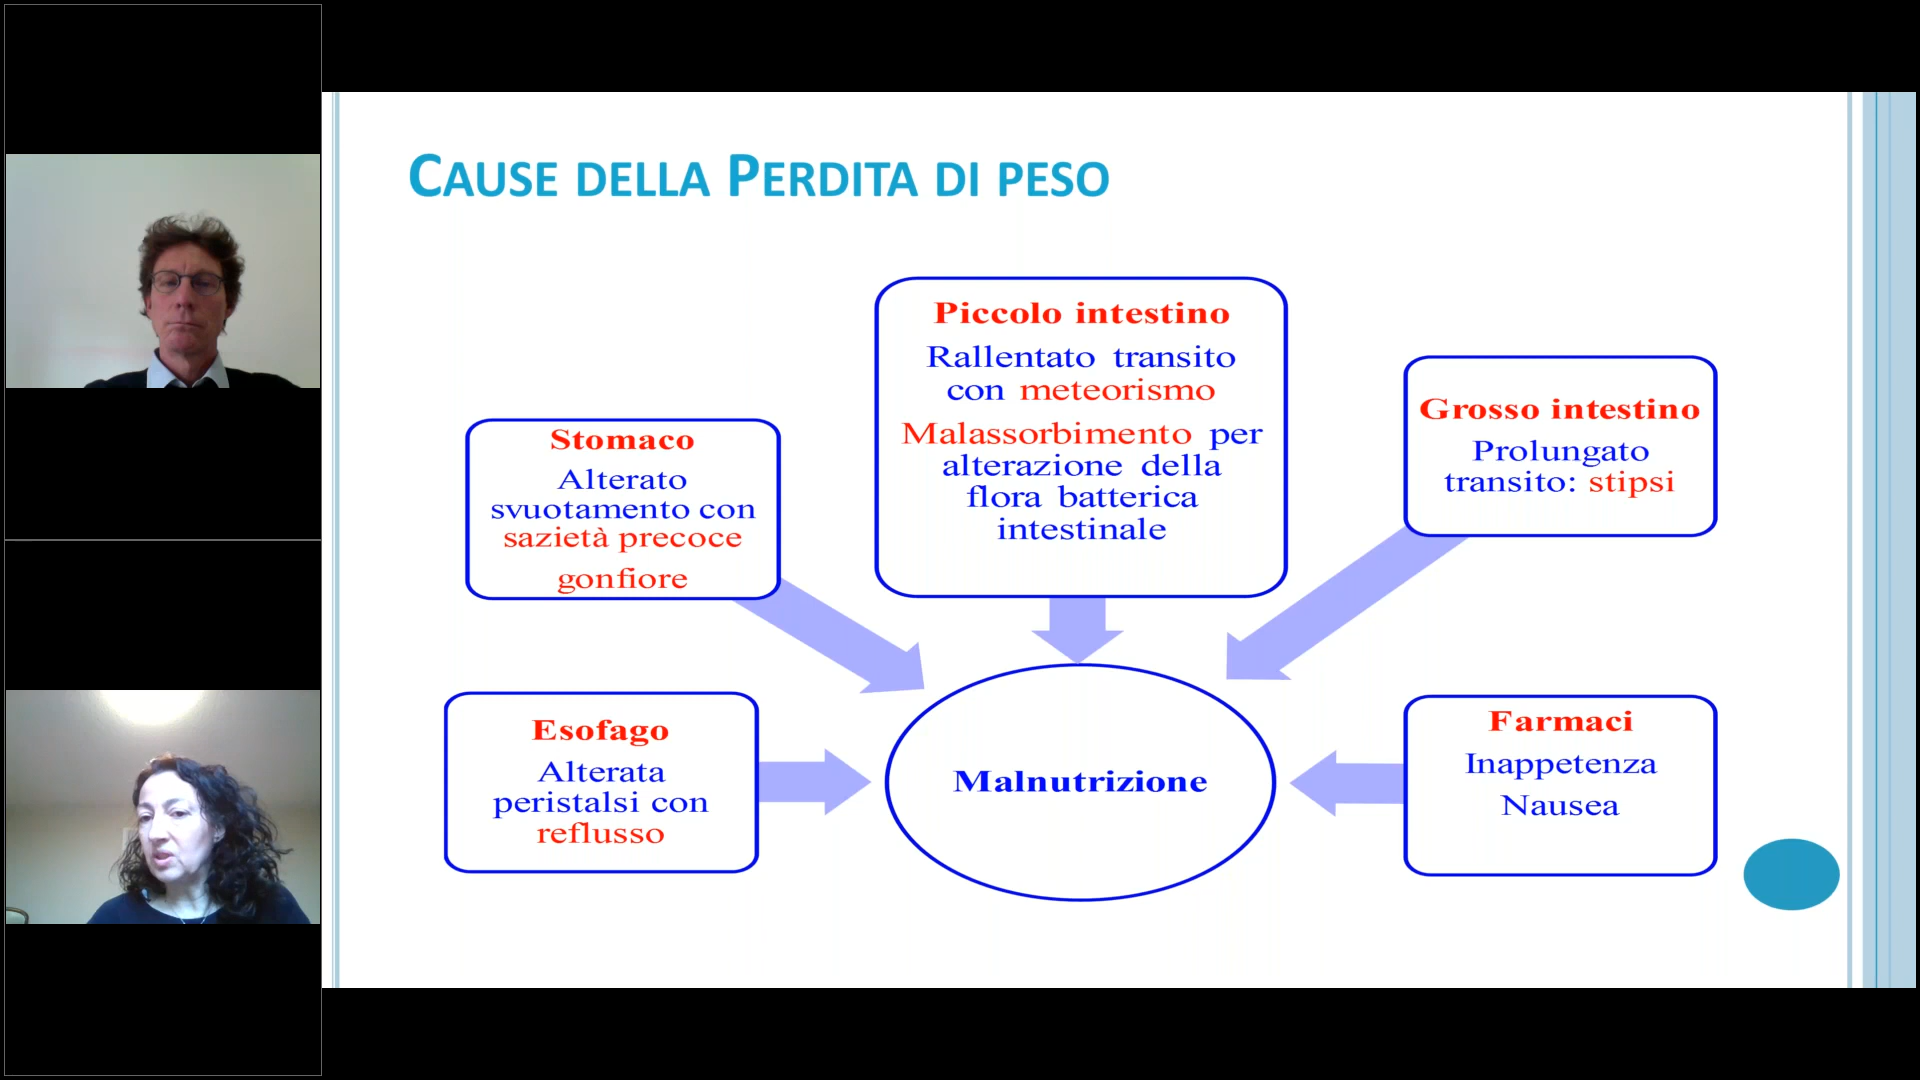 CAUSE DELLA PERDITA DI PESO
Piccolo intestino
Rallentato transito
con meteorismo
Malassorbimento per
alterazione della
flora batterica
intestinale
Grosso intestino
Prolungato
transito: stipsi
Stomaco
Alterato
svuotamento con
sazietà precoce
gonfiore
Esofago
Alterata
peristalsi con
reflusso
Malnutrizione
Farmaci
Inappetenza
Nausea